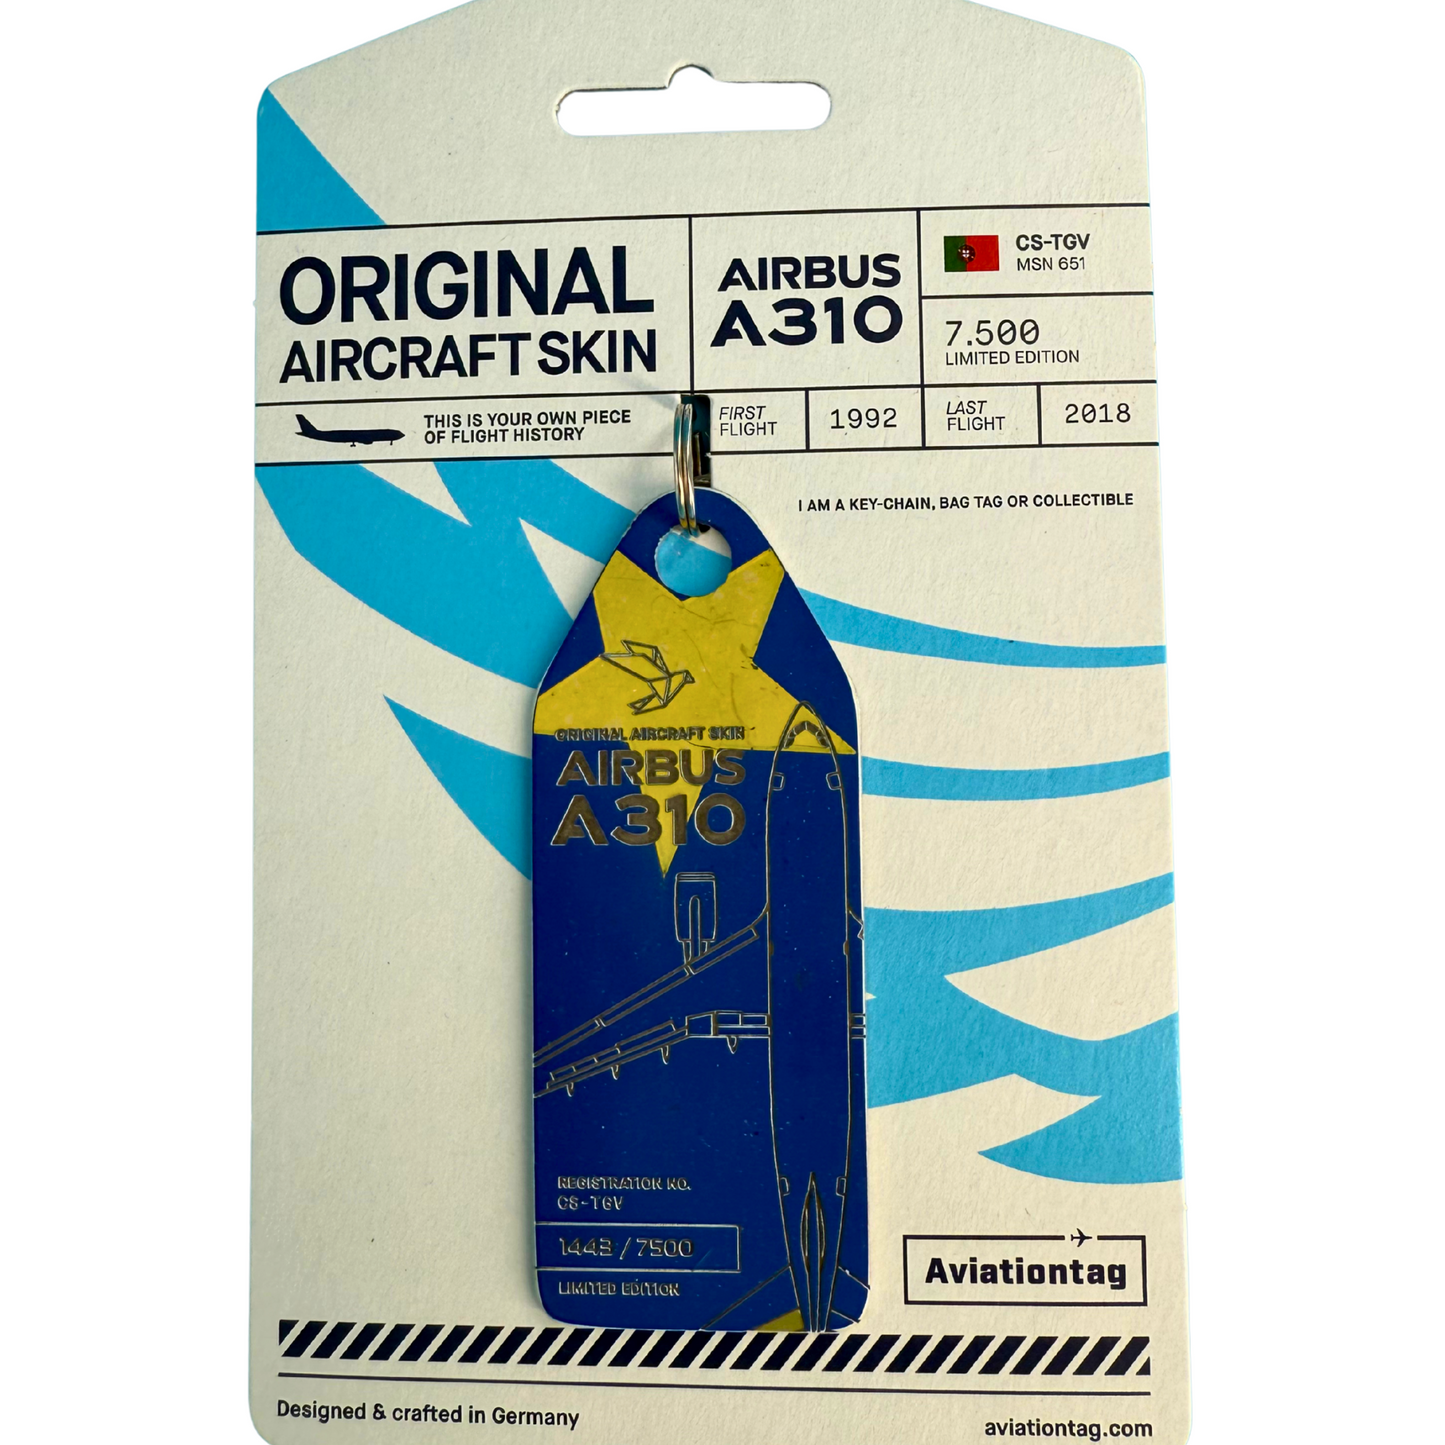 ORIGINAL
AIRCRAFT SKIN
AIRBUS
A310
CS-TGV
MSN 651
7.500
LIMITED EDITION
THIS IS YOUR OWN PIECE
OF FLIGHT HISTORY
FIRST
FLIGHT
1992
LAST
FLIGHT
2018
I AM A KEY-CHAIN, BAG TAG OR COLLECTIBLE
ORIGINAL AIRCRAFT SKIN
AIRBUS
A310
REGISTRATION NO.
CS-TGV
1443 / 7500
LIMITED EDITION
Aviationtag
Designed & crafted in Germany
aviationtag.com